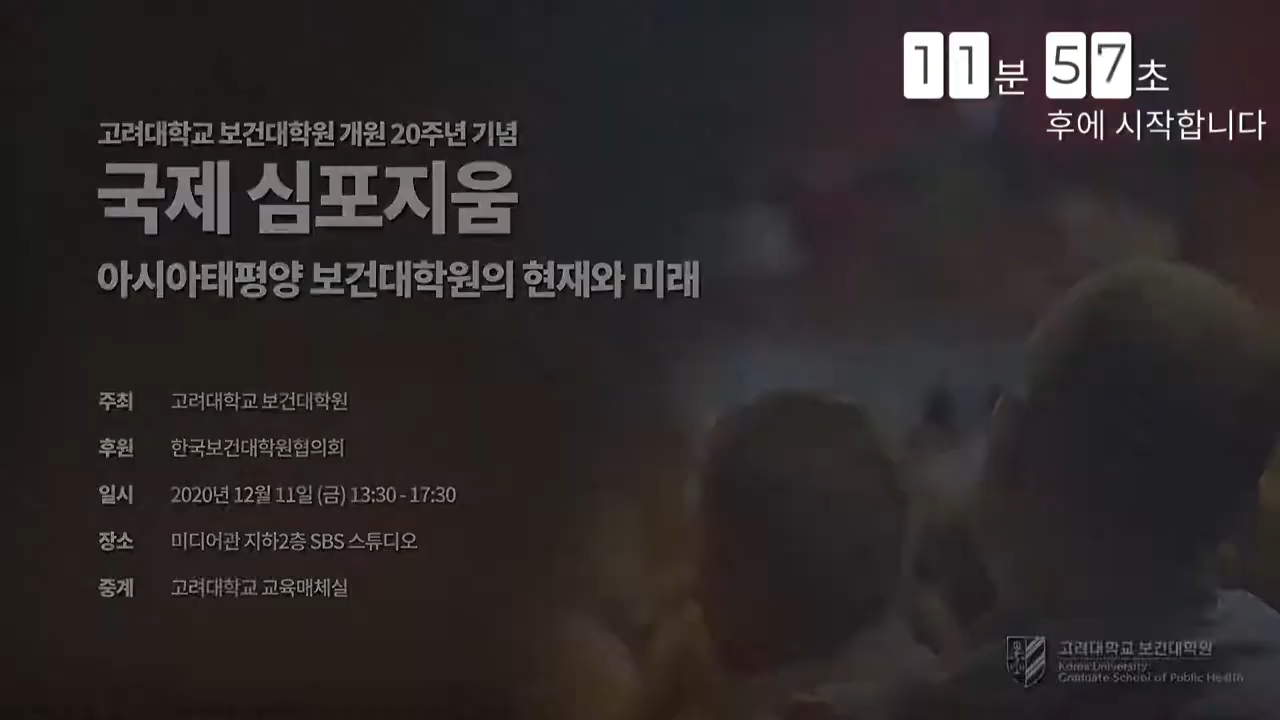 11분 57초
후에 시작합니다
고려대학교 보건대학원 개원 20주년 기념
국제 심포지움
아시아태평양 보건대학원의 현재와 미래
주최 고려대학교 보건대학원
후원 한국보건대학원협의회
일시 2020년 12월 11일 (금) 13:30 - 17:30
장소 미디어관 지하2층 SBS 스튜디오
중계 고려대학교 교육매체실
고려대학교 보건대학원
Korea University
Graduate School of Public Health